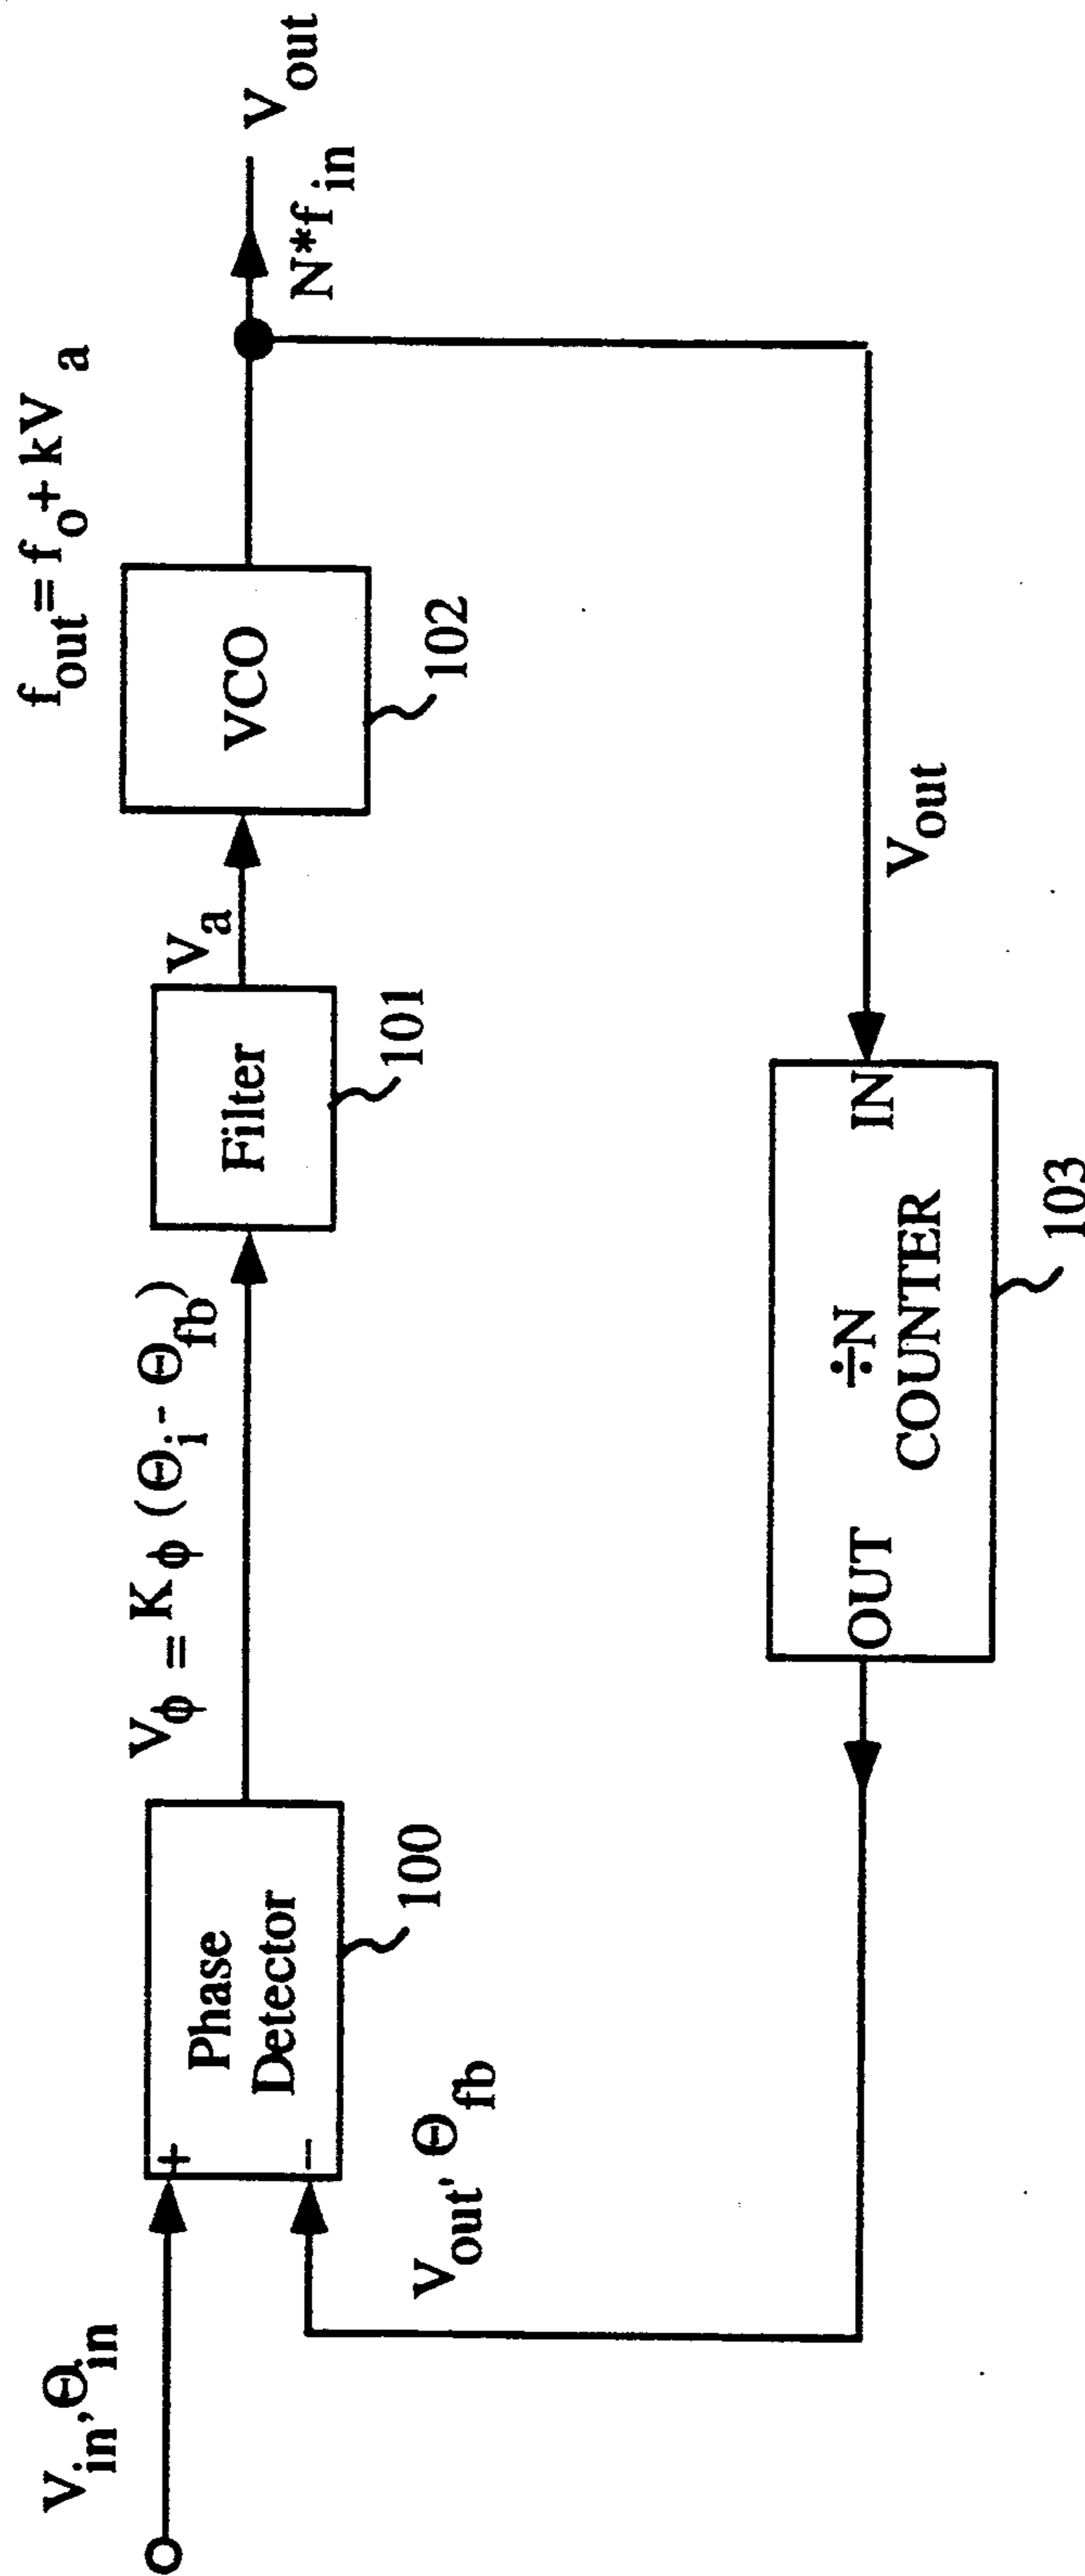 V_in, Θ_in
+
-
Phase
Detector
100
V_ϕ = K_ϕ (Θ_i - Θ_fb)
Filter
101
V_a
VCO
102
f_out = f_o + kV_a
N*f_in
V_out
V_out', Θ_fb
OUT
÷N
COUNTER
IN
103
V_out